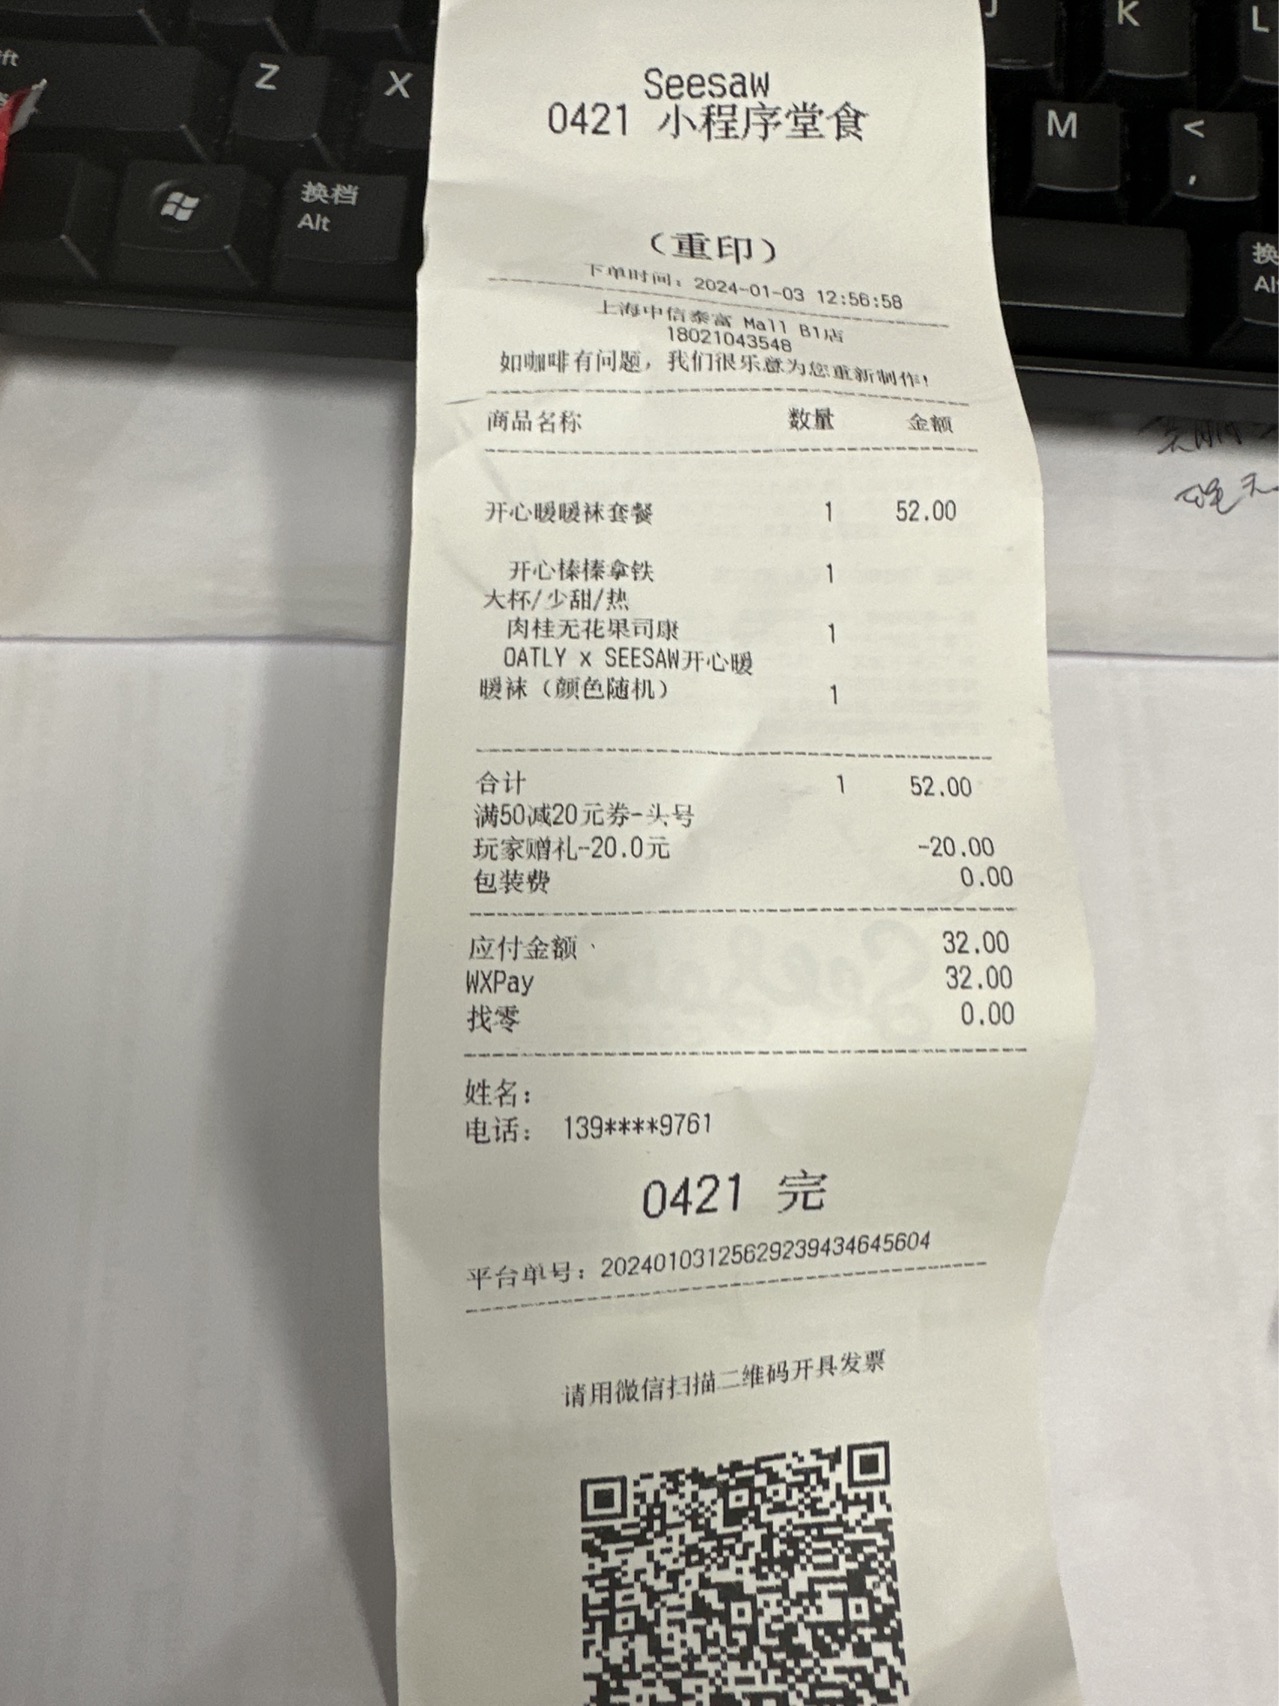 Seesaw
0421 小程序堂食
(重印)
下单时间：2024-01-03 12:56:58
上海中信泰富 Mall B1店
18021043548
如咖啡有问题，我们很乐意为您重新制作！
商品名称 数量 金额
开心暖暖袜套餐 1 52.00
开心榛榛拿铁 1
大杯/少甜/热
肉桂无花果司康 1
OATLY x SEESAW开心暖
暖袜（颜色随机） 1
合计 1 52.00
满50减20元券-头号
玩家赠礼-20.0元 -20.00
包装费 0.00
应付金额 32.00
WXPay 32.00
找零 0.00
姓名：
电话： 139****9761
0421 完
平台单号：20240103125629239434645604
请用微信扫描二维码开具发票
Z
X
换档
Alt
J
K
L
M
<
,
换
Al